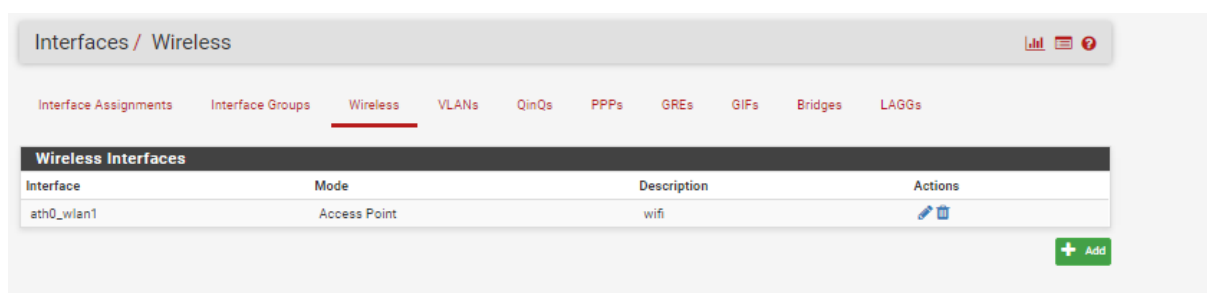 Interfaces / Wireless
Interface Assignments Interface Groups Wireless VLANs QinQs PPPs GREs GIFs Bridges LAGGs
Wireless Interfaces
Interface Mode Description Actions
ath0_wlan1 Access Point wifi
Add